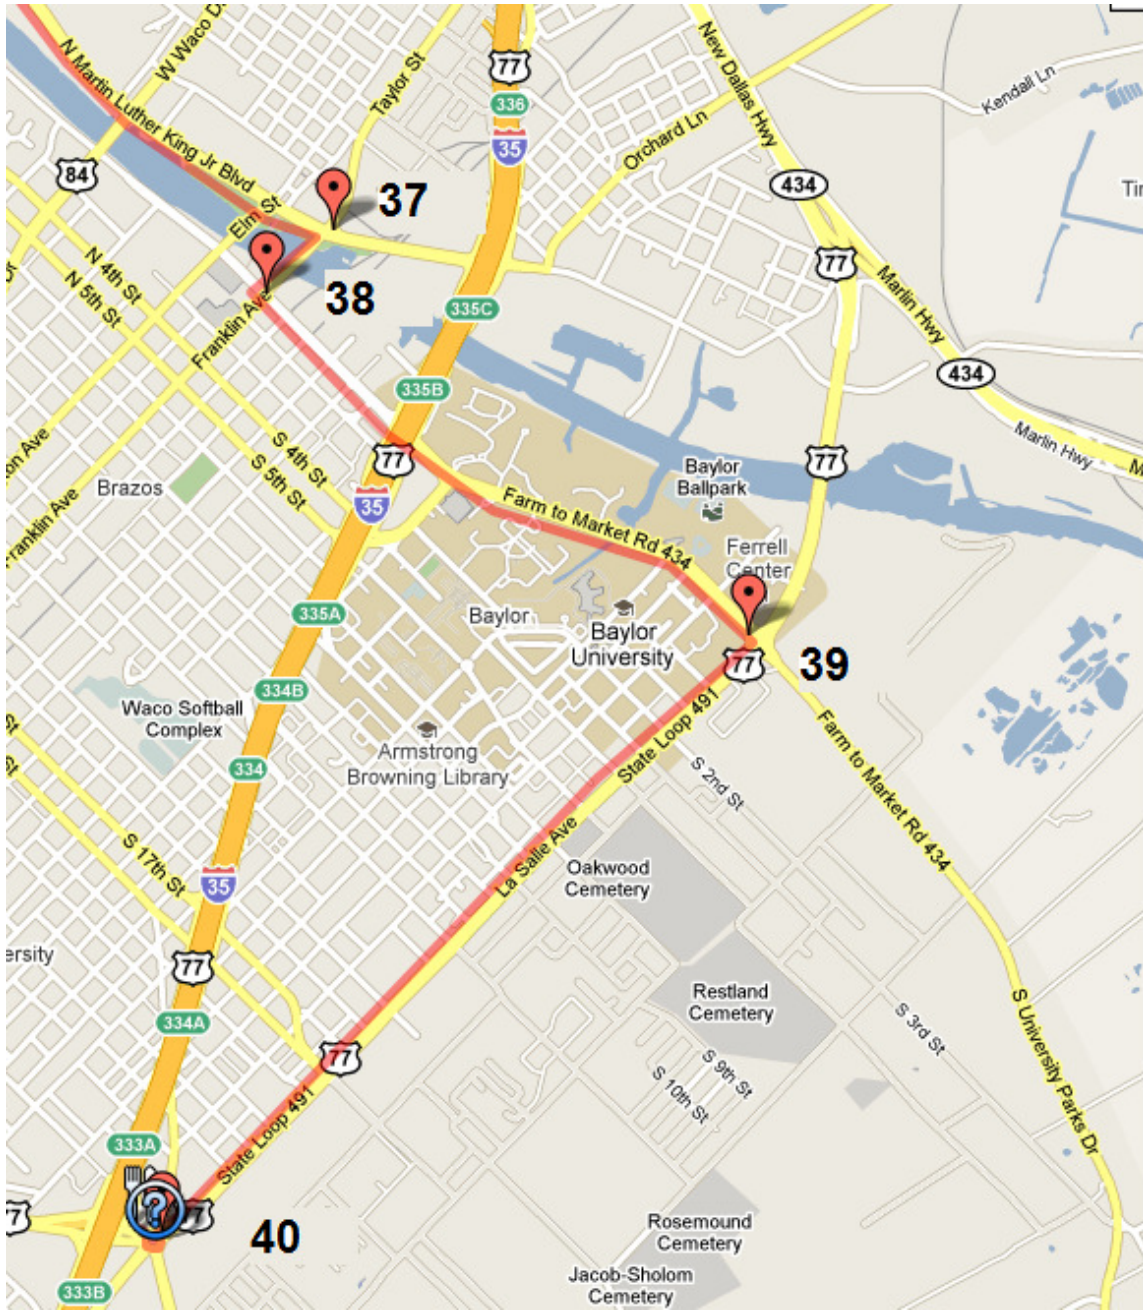 77
Kendall Ln
336
35
New Dallas Hwy
W Waco
Taylor St
N Martin Luther King Jr Blvd
Orchard Ln
84
434
37
Elm St
N 4th St
N 5th St
77
Marlin Hwy
38
335C
Franklin Ave
434
335B
Marlin Hwy
S 4th St
S 5th St
77
77
Baylor
Ballpark
Brazos
35
Franklin Ave
Farm to Market Rd 434
Ferrell
Center
335A
Baylor
Baylor
University
77
39
334B
State Loop 491
Waco Softball
Complex
Armstrong
Browning Library
334
S 2nd St
Farm to Market Rd 434
La Salle Ave
S 17th St
Oakwood
Cemetery
35
77
Restland
Cemetery
334A
S 3rd St
S University Parks Dr
77
S 9th St
S 10th St
State Loop 491
333A
?
77
40
Rosemound
Cemetery
Jacob-Sholom
Cemetery
333B